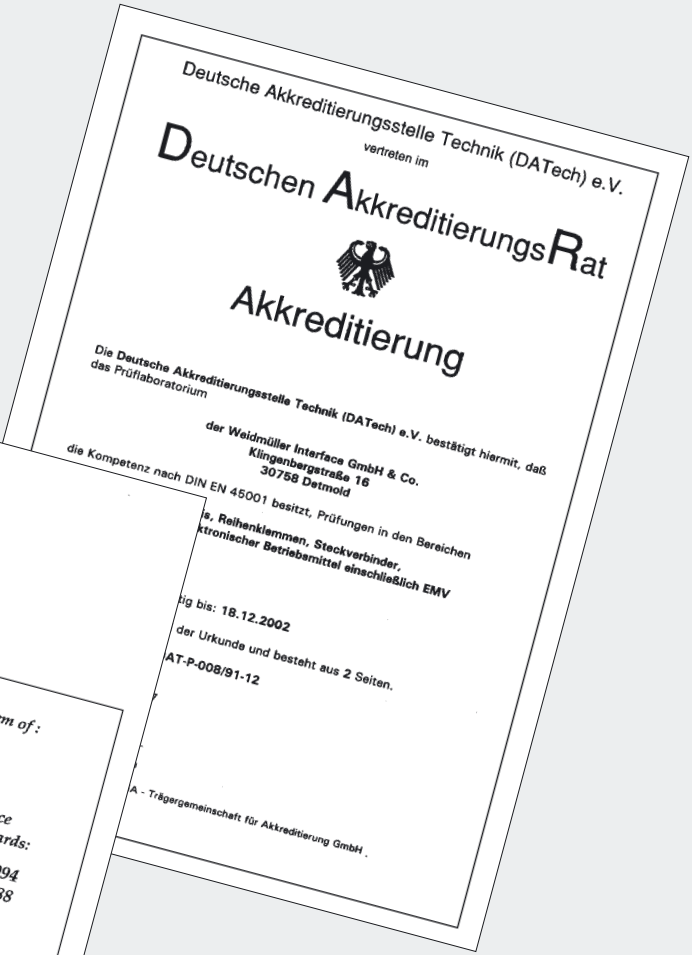 Deutsche Akkreditierungsstelle Technik (DATech) e.V.
vertreten im
Deutschen AkkreditierungsRat
Akkreditierung
Die Deutsche Akkreditierungsstelle Technik (DATech) e.V. bestätigt hiermit, daß
das Prüflaboratorium
der Weidmüller Interface GmbH & Co.
Klingenbergstraße 16
30758 Detmold
die Kompetenz nach DIN EN 45001 besitzt, Prüfungen in den Bereichen
is, Reihenklemmen, Steckverbinder,
ktronischer Betriebsmittel einschließlich EMV
tig bis: 18.12.2002
der Urkunde und besteht aus 2 Seiten.
AT-P-008/91-12
A - Trägergemeinschaft für Akkreditierung GmbH
m of:
ce
rds:
94
88